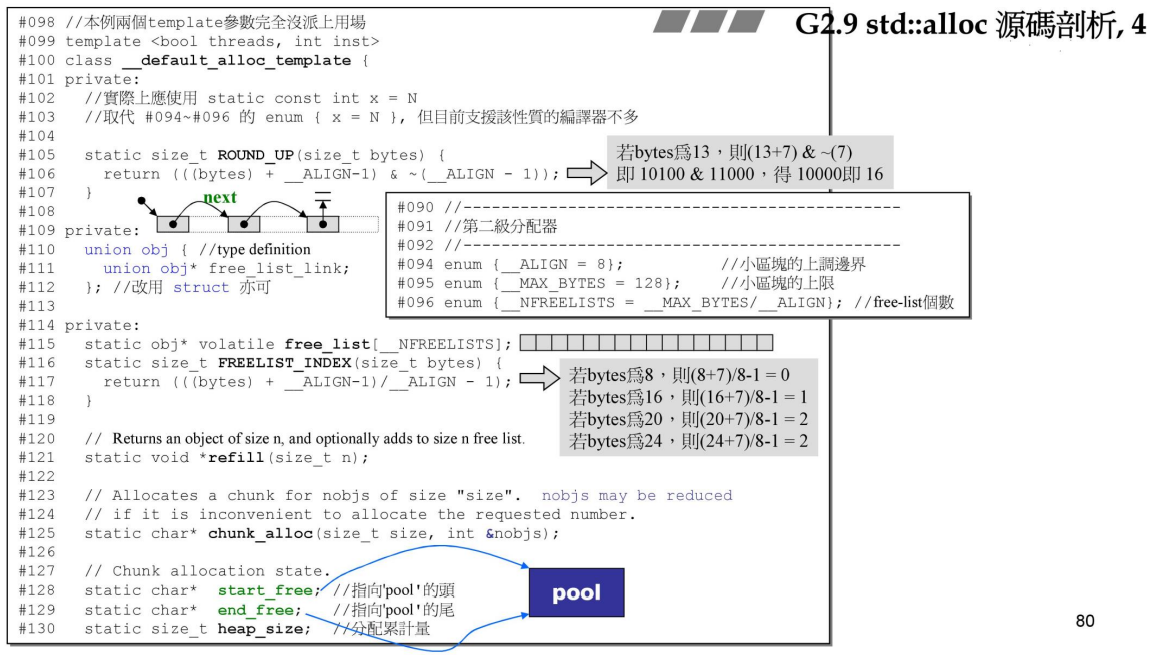 G2.9 std::alloc 源碼剖析, 4
#098 //本例兩個template參數完全沒派上用場
#099 template <bool threads, int inst>
#100 class __default_alloc_template {
#101 private:
#102   //實際上應使用 static const int x = N
#103   //取代 #094~#096 的 enum { x = N }, 但目前支援該性質的編譯器不多
#104
#105   static size_t ROUND_UP(size_t bytes) {
#106     return (((bytes) + __ALIGN-1) & ~(__ALIGN - 1));
#107   }
若bytes爲13，則(13+7) & ~(7)
即 10100 & 11000，得 10000即 16
next
#108
#109 private:
#110   union obj { //type definition
#111     union obj* free_list_link;
#112   }; //改用 struct 亦可
#113
#090 //--------------------------------------------
#091 //第二級分配器
#092 //--------------------------------------------
#094 enum {__ALIGN = 8};          //小區塊的上調邊界
#095 enum {__MAX_BYTES = 128};    //小區塊的上限
#096 enum {__NFREELISTS = __MAX_BYTES/__ALIGN}; //free-list個數
#114 private:
#115   static obj* volatile free_list[__NFREELISTS];
#116   static size_t FREELIST_INDEX(size_t bytes) {
#117     return (((bytes) + __ALIGN-1)/__ALIGN - 1);
#118   }
若bytes爲8，則(8+7)/8-1 = 0
若bytes爲16，則(16+7)/8-1 = 1
若bytes爲20，則(20+7)/8-1 = 2
若bytes爲24，則(24+7)/8-1 = 2
#119
#120   // Returns an object of size n, and optionally adds to size n free list.
#121   static void *refill(size_t n);
#122
#123   // Allocates a chunk for nobjs of size "size".  nobjs may be reduced
#124   // if it is inconvenient to allocate the requested number.
#125   static char* chunk_alloc(size_t size, int &nobjs);
#126
#127   // Chunk allocation state.
#128   static char*  start_free; //指向'pool'的頭
#129   static char*  end_free;   //指向'pool'的尾
#130   static size_t heap_size;  //分配累計量
pool
80